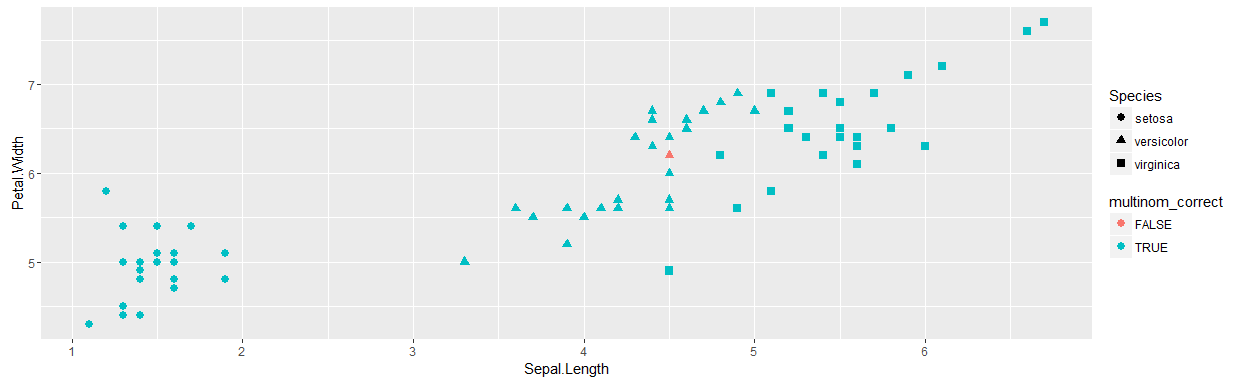 7
6
5
Petal.Width
1 2 3 4 5 6
Sepal.Length
Species
setosa
versicolor
virginica
multinom_correct
FALSE
TRUE